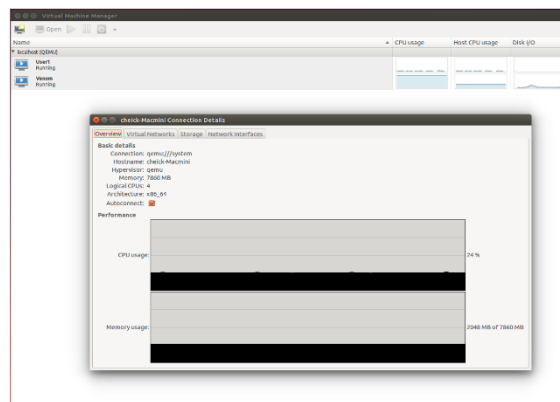 Virtual Machine Manager
Open
Name CPU usage Host CPU usage Disk I/O
localhost (QEMU)
User1
Running
Venom
Running
cheick-Macmini Connection Details
Overview Virtual Networks Storage Network Interfaces
Basic details
Connection: qemu:///system
Hostname: cheick-Macmini
Hypervisor: qemu
Memory: 7860 MB
Logical CPUs: 4
Architecture: x86_64
Autoconnect:
Performance
CPU usage: 24 %
Memory usage: 2048 MB of 7860 MB